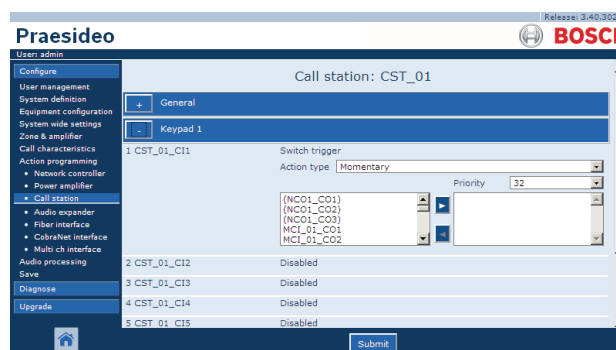 Release: 3.40.302
Praesideo
BOSC
User: admin
Configure
User management
System definition
Equipment configuration
System wide settings
Zone & amplifier
Call characteristics
Action programming
• Network controller
• Power amplifier
• Call station
• Audio expander
• Fiber interface
• CobraNet interface
• Multi ch interface
Audio processing
Save
Diagnose
Upgrade
Call station: CST_01
+ General
- Keypad 1
1 CST_01_CI1 Switch trigger
Action type Momentary
Priority 32
(NCO1_CO1)
(NCO1_CO2)
(NCO1_CO3)
MCI_01_CO1
MCI_01_CO2
2 CST_01_CI2 Disabled
3 CST_01_CI3 Disabled
4 CST_01_CI4 Disabled
5 CST_01_CI5 Disabled
Submit